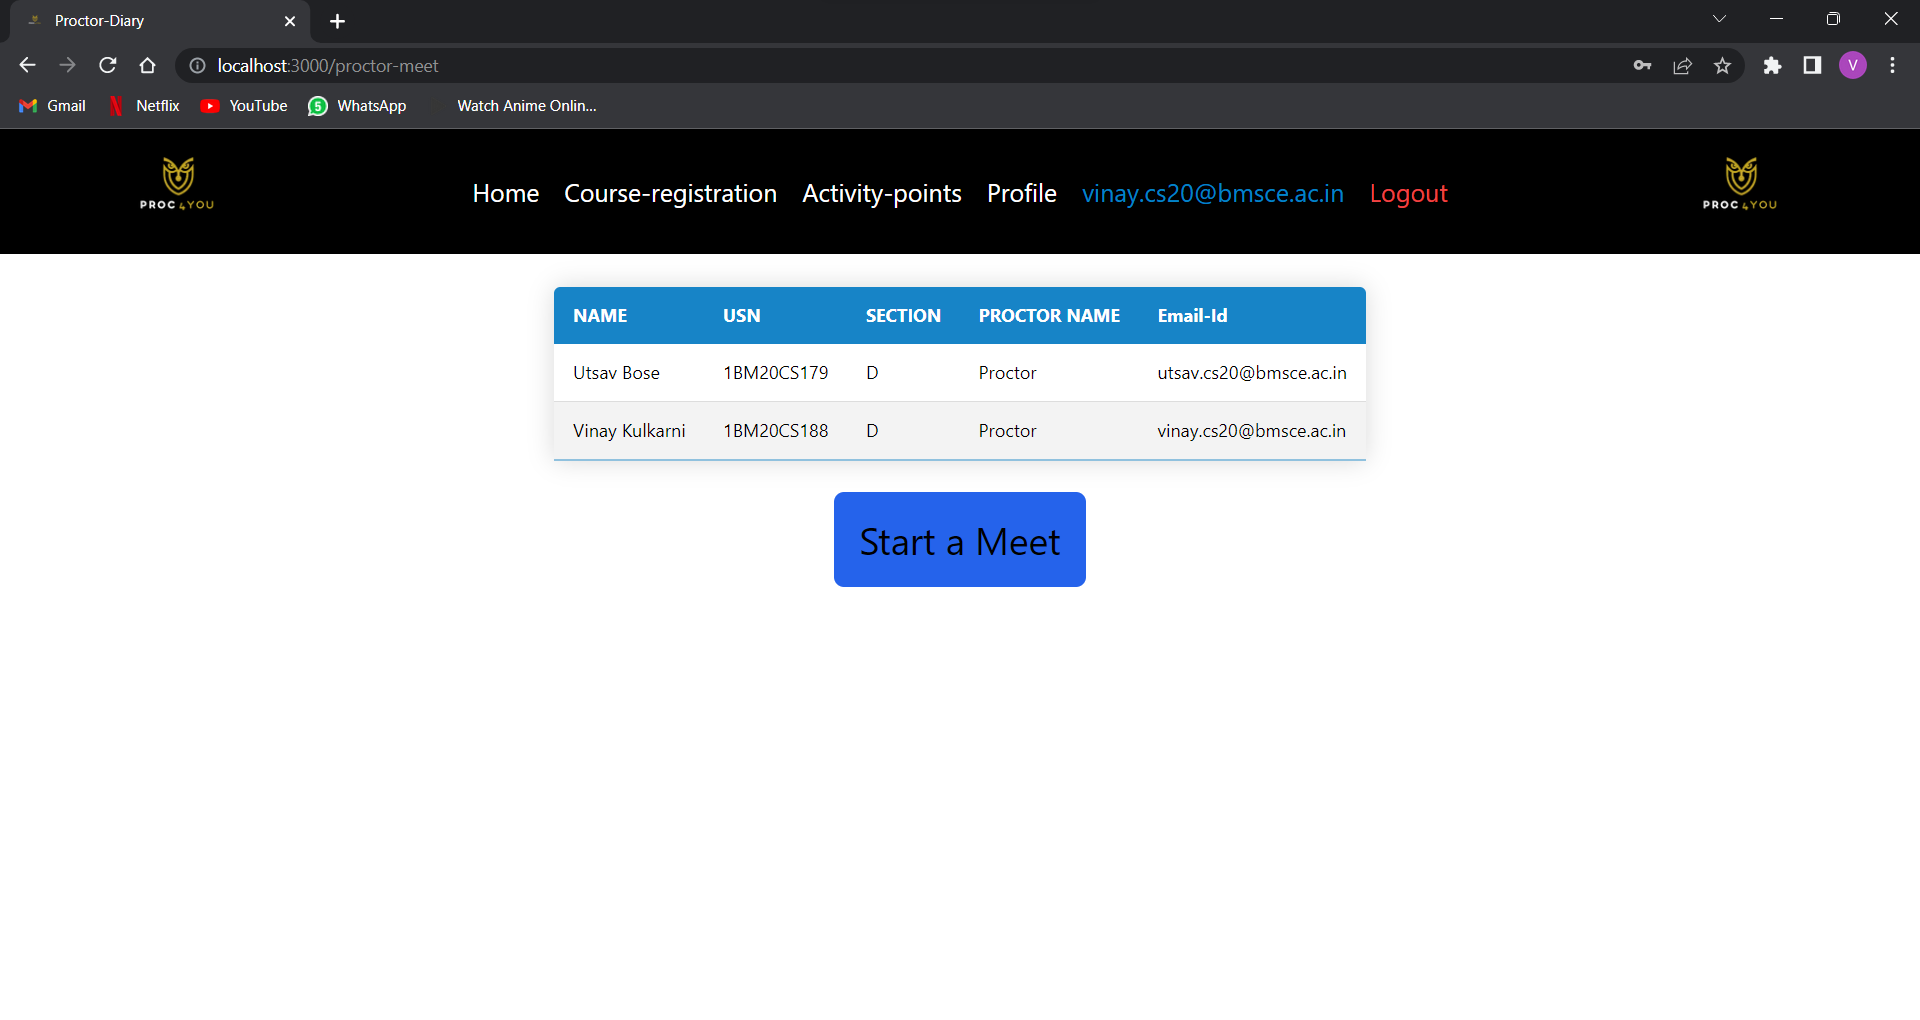 Proctor-Diary
localhost:3000/proctor-meet
V
Gmail Netflix YouTube 5 WhatsApp Watch Anime Onlin...
PROC 4YOU Home Course-registration Activity-points Profile vinay.cs20@bmsce.ac.in Logout PROC 4YOU
NAME USN SECTION PROCTOR NAME Email-Id
Utsav Bose 1BM20CS179 D Proctor utsav.cs20@bmsce.ac.in
Vinay Kulkarni 1BM20CS188 D Proctor vinay.cs20@bmsce.ac.in
Start a Meet